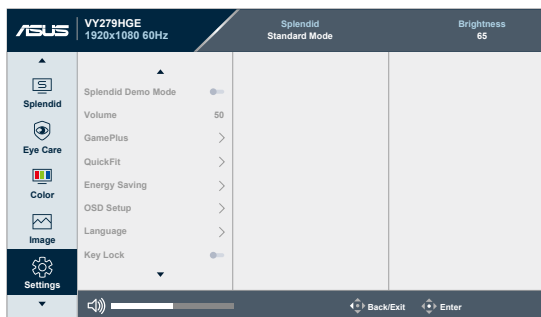 ASUS
VY279HGE
1920x1080 60Hz
Splendid
Standard Mode
Brightness
65
Splendid
Eye Care
Color
Image
Settings
Splendid Demo Mode
Volume 50
GamePlus
QuickFit
Energy Saving
OSD Setup
Language
Key Lock
Back/Exit
Enter